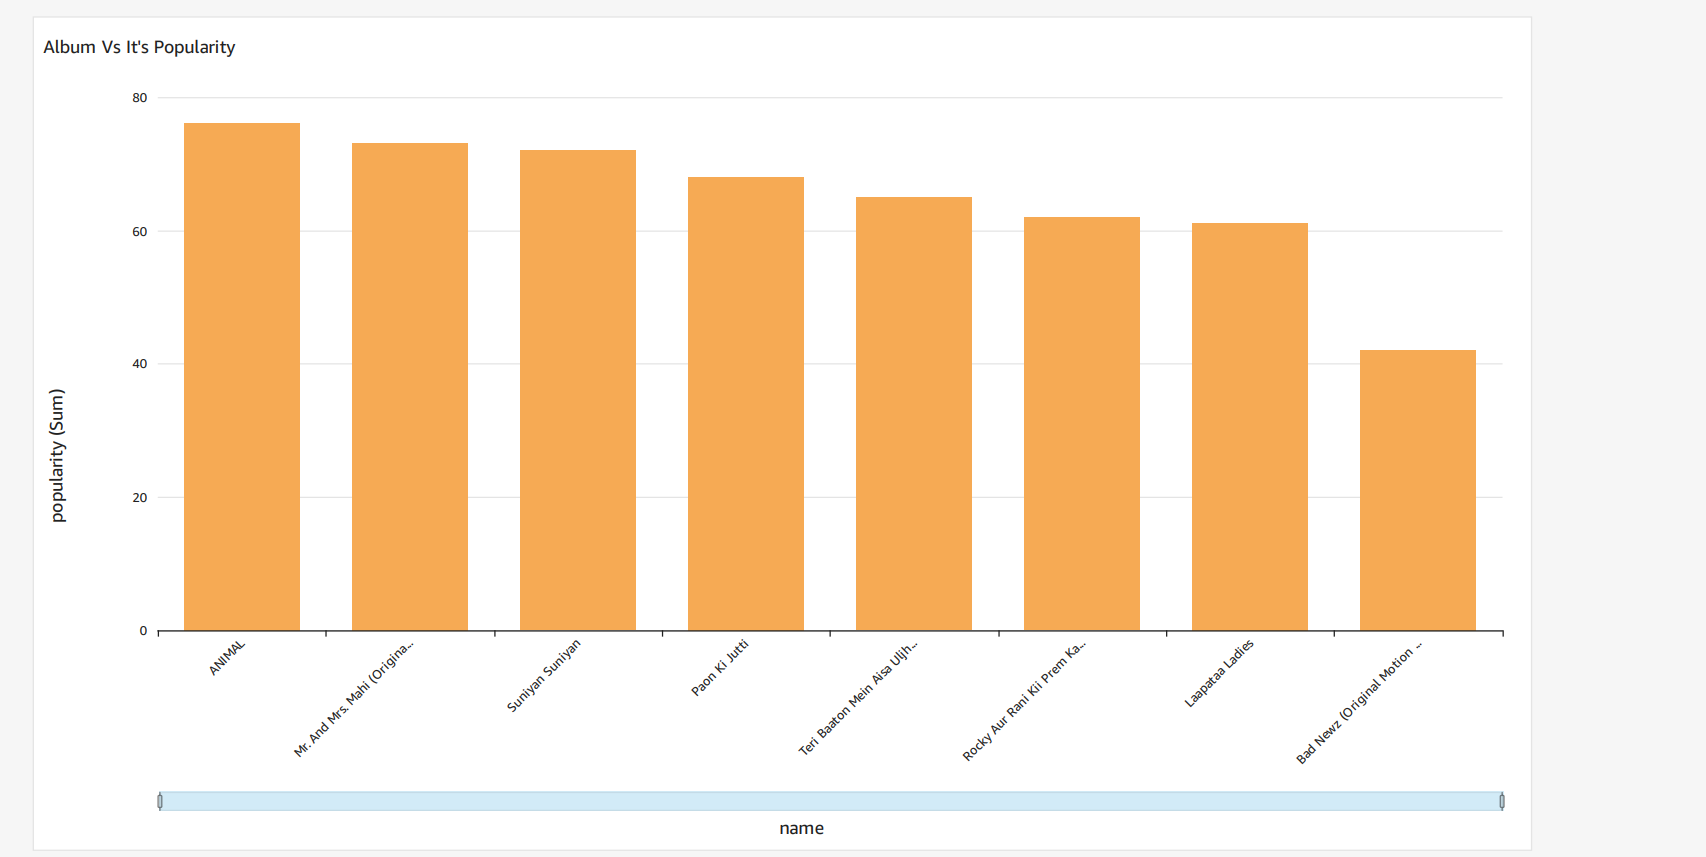 Album Vs It's Popularity
80
60
40
20
0
popularity (Sum)
ANIMAL
Mr. And Mrs. Mahi (Origina...
Suniyan Suniyan
Paon Ki Jutti
Teri Baaton Mein Aisa Uljh...
Rocky Aur Rani Kii Prem Ka...
Laapataa Ladies
Bad Newz (Original Motion ...
name